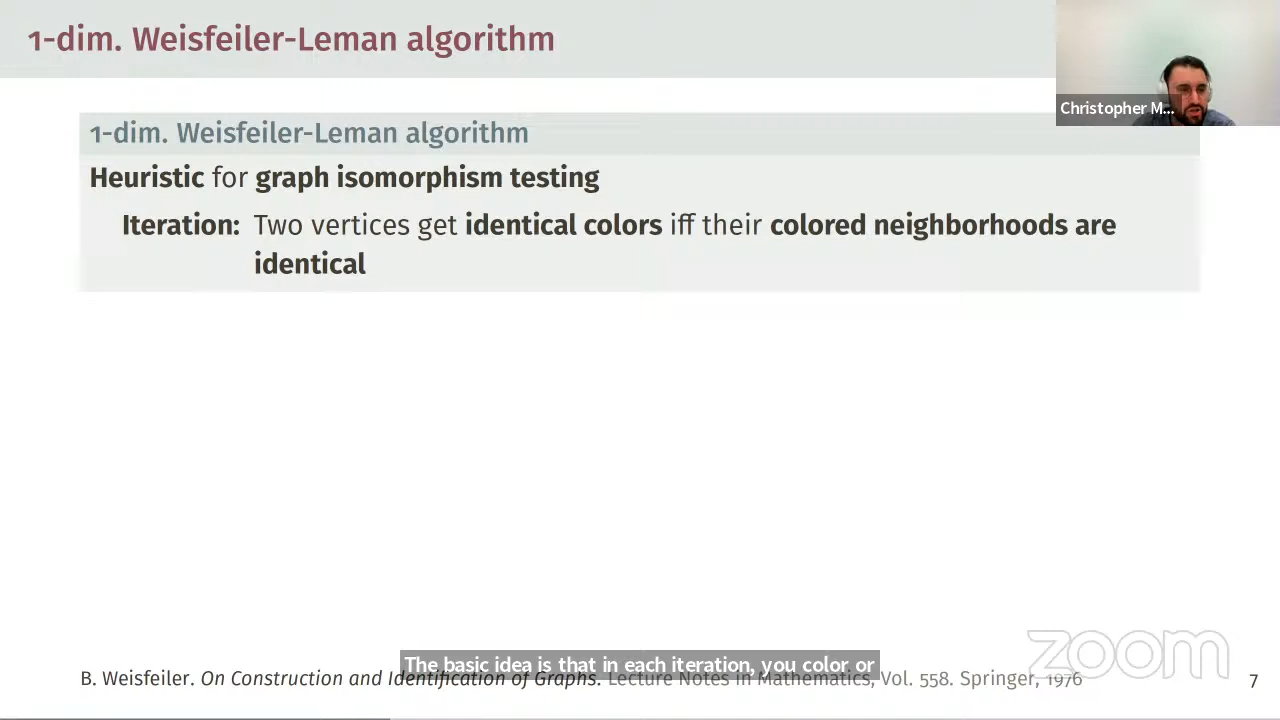 1-dim. Weisfeiler-Leman algorithm
Christopher M...
1-dim. Weisfeiler-Leman algorithm
Heuristic for graph isomorphism testing
Iteration: Two vertices get identical colors iff their colored neighborhoods are
identical
zoom
The basic idea is that in each iteration, you color or
B. Weisfeiler. On Construction and Identification of Graphs. Lecture Notes in Mathematics, Vol. 558. Springer, 1976
7